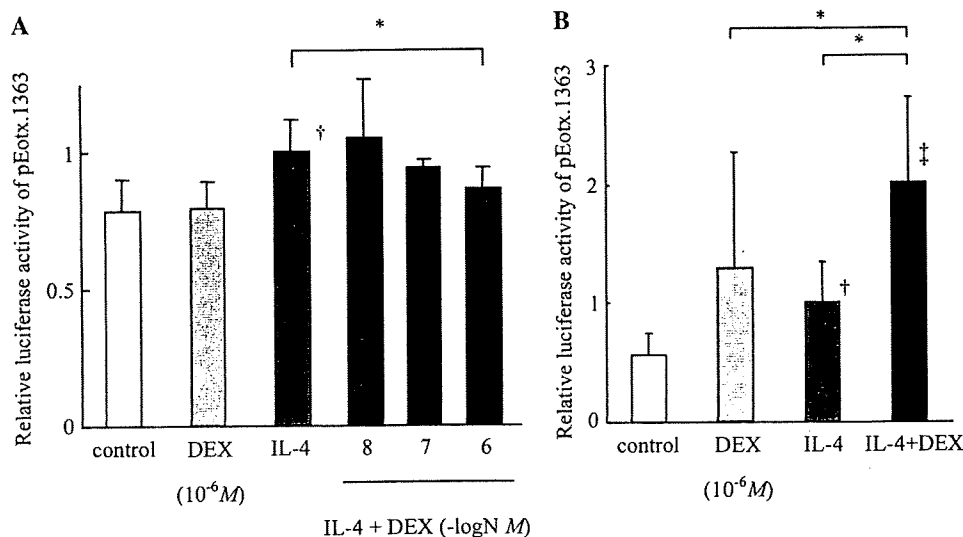 A
Relative luciferase activity of pEotx.1363
*
†
1
0.5
0
control DEX IL-4 8 7 6
(10⁻⁶M)
IL-4 + DEX (-logN M)
B
Relative luciferase activity of pEotx.1363
*
*
3
‡
2
†
1
0
control DEX IL-4 IL-4+DEX
(10⁻⁶M)